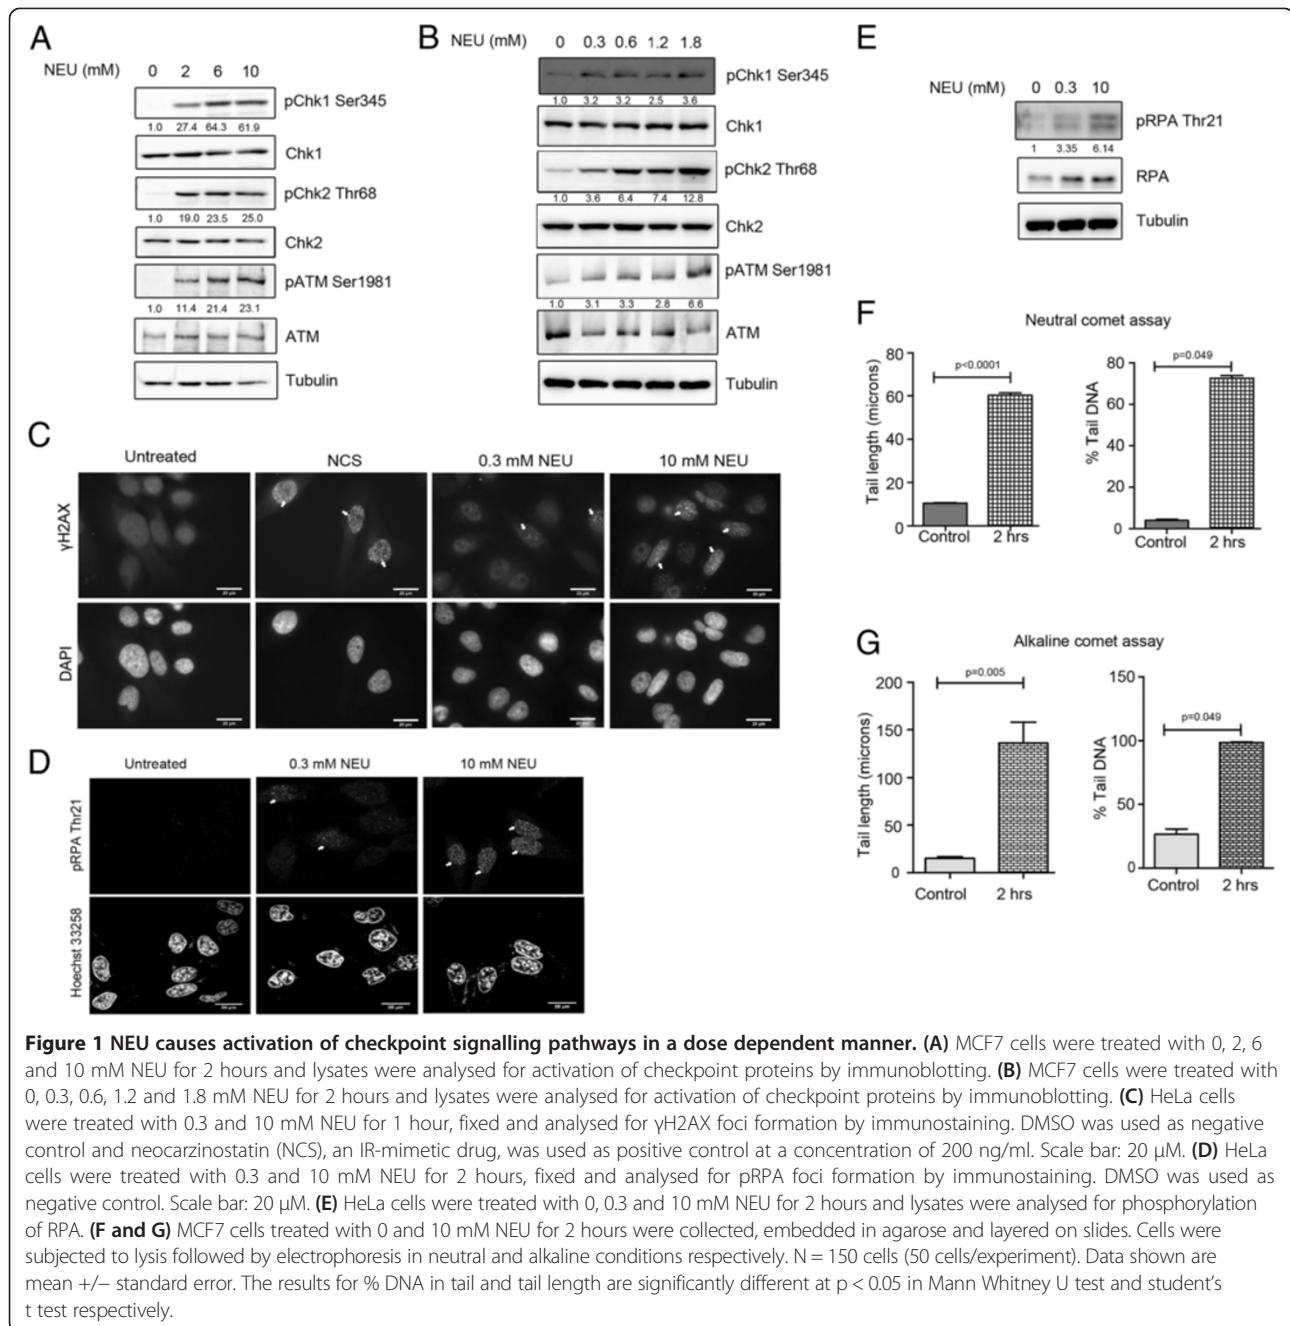 A
NEU (mM) 0 2 6 10
pChk1 Ser345
1.0 27.4 64.3 61.9
Chk1
pChk2 Thr68
1.0 19.0 23.5 25.0
Chk2
pATM Ser1981
1.0 11.4 21.4 23.1
ATM
Tubulin
B
NEU (mM) 0 0.3 0.6 1.2 1.8
pChk1 Ser345
1.0 3.2 3.2 2.5 3.6
Chk1
pChk2 Thr68
1.0 3.6 6.4 7.4 12.8
Chk2
pATM Ser1981
1.0 3.1 3.3 2.8 6.6
ATM
Tubulin
E
NEU (mM) 0 0.3 10
pRPA Thr21
1 3.35 6.14
RPA
Tubulin
C
Untreated NCS 0.3 mM NEU 10 mM NEU
γH2AX
20 µm 20 µm 20 µm 20 µm
DAPI
20 µm 20 µm 20 µm 20 µm
D
Untreated 0.3 mM NEU 10 mM NEU
pRPA Thr21
Hoechst 33258
20 µm 20 µm 20 µm
F
Neutral comet assay
Tail length (microns)
80
60
40
20
0
p<0.0001
Control 2 hrs
% Tail DNA
80
60
40
20
0
p=0.049
Control 2 hrs
G
Alkaline comet assay
Tail length (microns)
200
150
100
50
0
p=0.005
Control 2 hrs
% Tail DNA
150
100
50
0
p=0.049
Control 2 hrs
Figure 1 NEU causes activation of checkpoint signalling pathways in a dose dependent manner. (A) MCF7 cells were treated with 0, 2, 6
and 10 mM NEU for 2 hours and lysates were analysed for activation of checkpoint proteins by immunoblotting. (B) MCF7 cells were treated with
0, 0.3, 0.6, 1.2 and 1.8 mM NEU for 2 hours and lysates were analysed for activation of checkpoint proteins by immunoblotting. (C) HeLa cells
were treated with 0.3 and 10 mM NEU for 1 hour, fixed and analysed for γH2AX foci formation by immunostaining. DMSO was used as negative
control and neocarzinostatin (NCS), an IR-mimetic drug, was used as positive control at a concentration of 200 ng/ml. Scale bar: 20 μM. (D) HeLa
cells were treated with 0.3 and 10 mM NEU for 2 hours, fixed and analysed for pRPA foci formation by immunostaining. DMSO was used as
negative control. Scale bar: 20 μM. (E) HeLa cells were treated with 0, 0.3 and 10 mM NEU for 2 hours and lysates were analysed for phosphorylation
of RPA. (F and G) MCF7 cells treated with 0 and 10 mM NEU for 2 hours were collected, embedded in agarose and layered on slides. Cells were
subjected to lysis followed by electrophoresis in neutral and alkaline conditions respectively. N = 150 cells (50 cells/experiment). Data shown are
mean +/− standard error. The results for % DNA in tail and tail length are significantly different at p < 0.05 in Mann Whitney U test and student's
t test respectively.